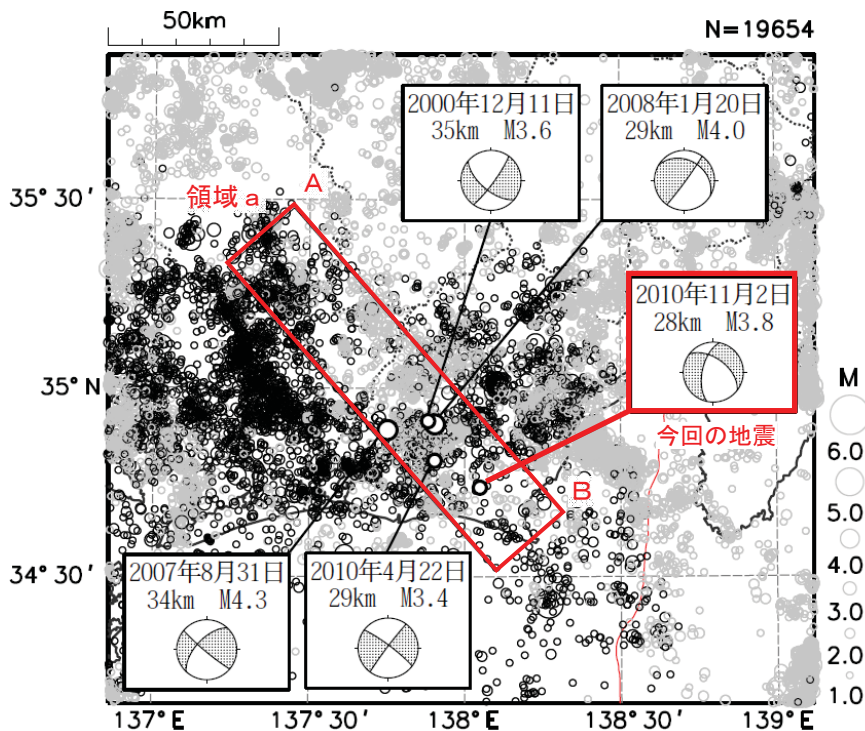 50km
N=19654
2000年12月11日
35km M3.6
2008年1月20日
29km M4.0
35°30′
領域a
A
2010年11月2日
28km M3.8
35°N
M
今回の地震
6.0
B
5.0
34°30′
2007年8月31日
34km M4.3
2010年4月22日
29km M3.4
4.0
3.0
2.0
1.0
137°E
137°30′
138°E
138°30′
139°E